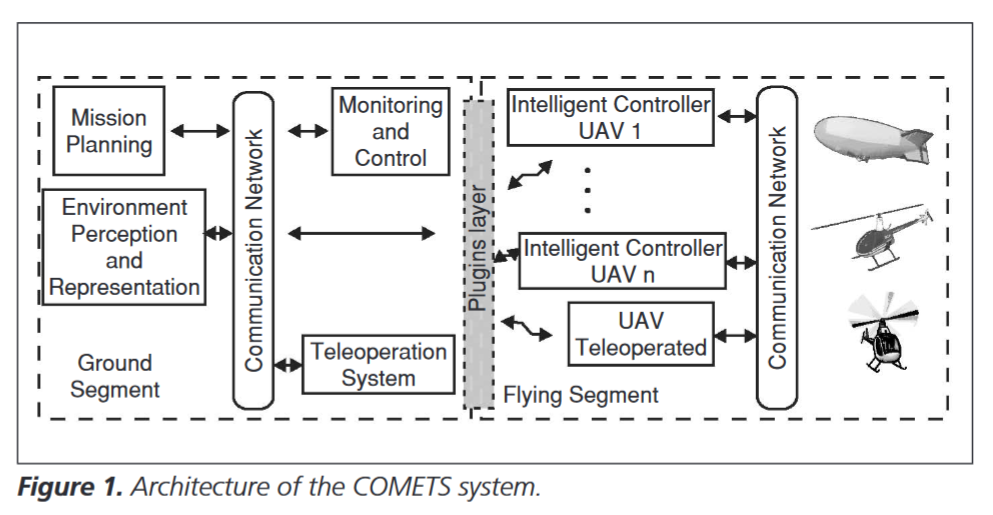 Mission
Planning
Environment
Perception
and
Representation
Ground
Segment
Communication Network
Monitoring
and
Control
Teleoperation
System
Plugins layer
Intelligent Controller
UAV 1
Intelligent Controller
UAV n
UAV
Teleoperated
Flying Segment
Communication Network
Figure 1. Architecture of the COMETS system.